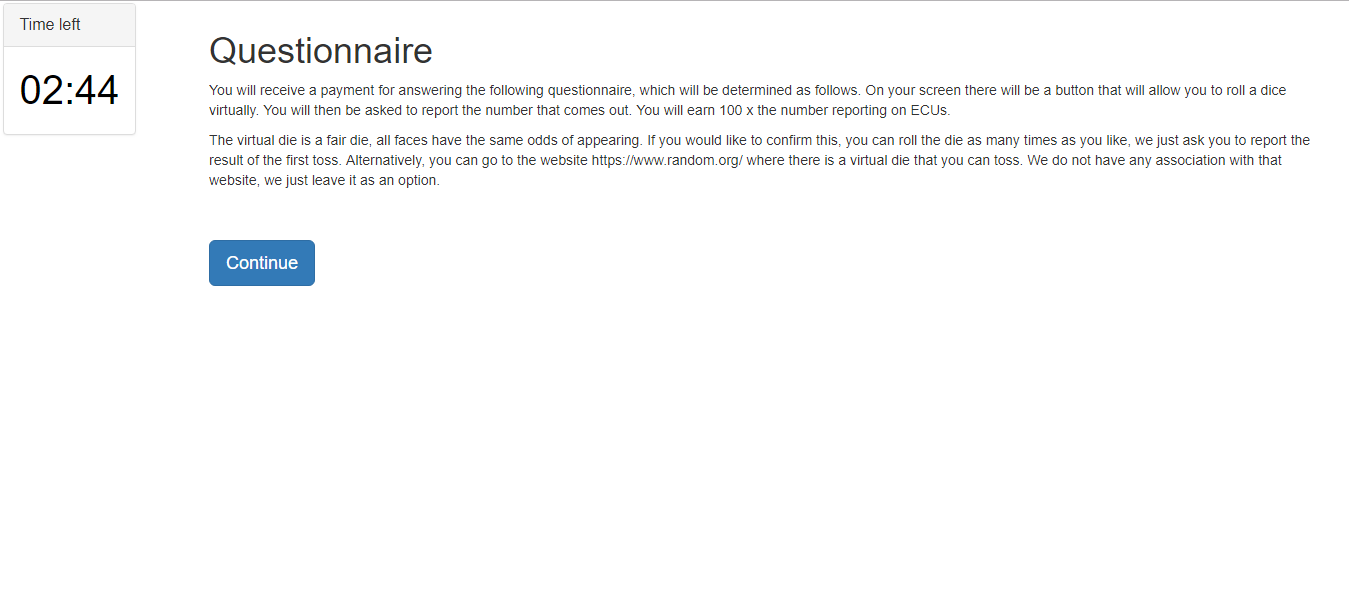 Time left
02:44
Questionnaire
You will receive a payment for answering the following questionnaire, which will be determined as follows. On your screen there will be a button that will allow you to roll a dice
virtually. You will then be asked to report the number that comes out. You will earn 100 x the number reporting on ECUs.
The virtual die is a fair die, all faces have the same odds of appearing. If you would like to confirm this, you can roll the die as many times as you like, we just ask you to report the
result of the first toss. Alternatively, you can go to the website https://www.random.org/ where there is a virtual die that you can toss. We do not have any association with that
website, we just leave it as an option.
Continue